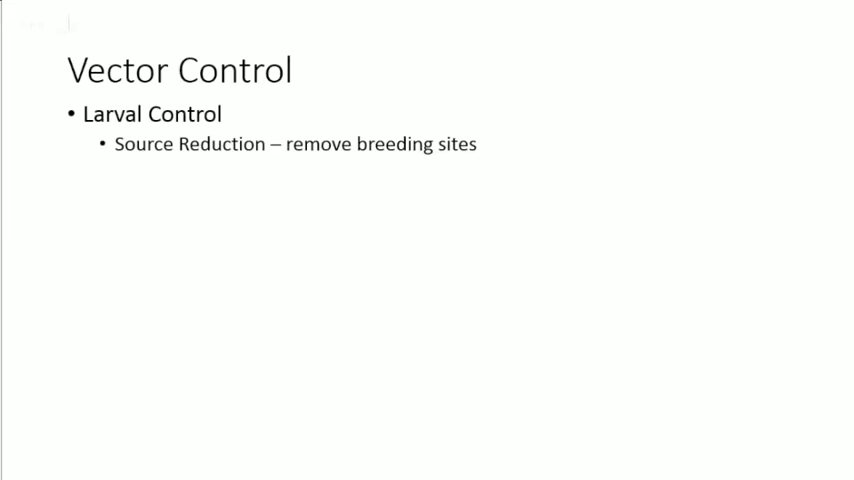 Vector Control
• Larval Control
• Source Reduction – remove breeding sites